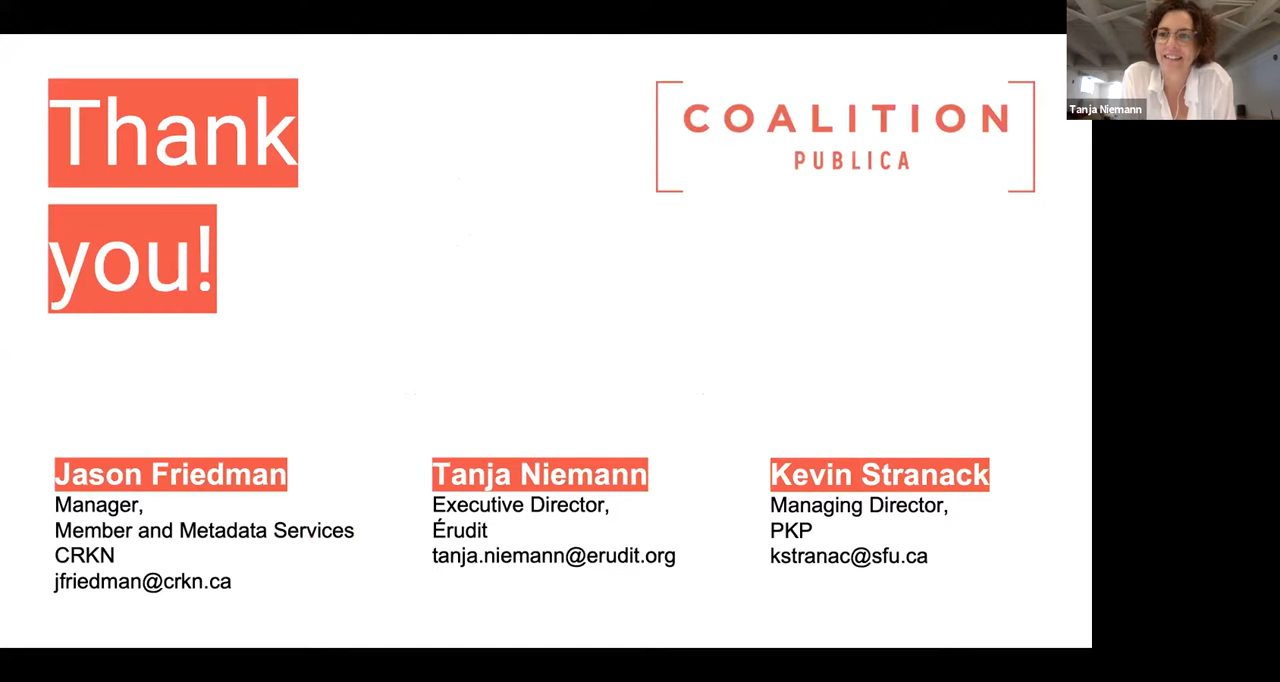 Thank
you!
COALITION
PUBLICA
Tanja Niemann
Jason Friedman
Manager,
Member and Metadata Services
CRKN
jfriedman@crkn.ca
Tanja Niemann
Executive Director,
Érudit
tanja.niemann@erudit.org
Kevin Stranack
Managing Director,
PKP
kstranac@sfu.ca